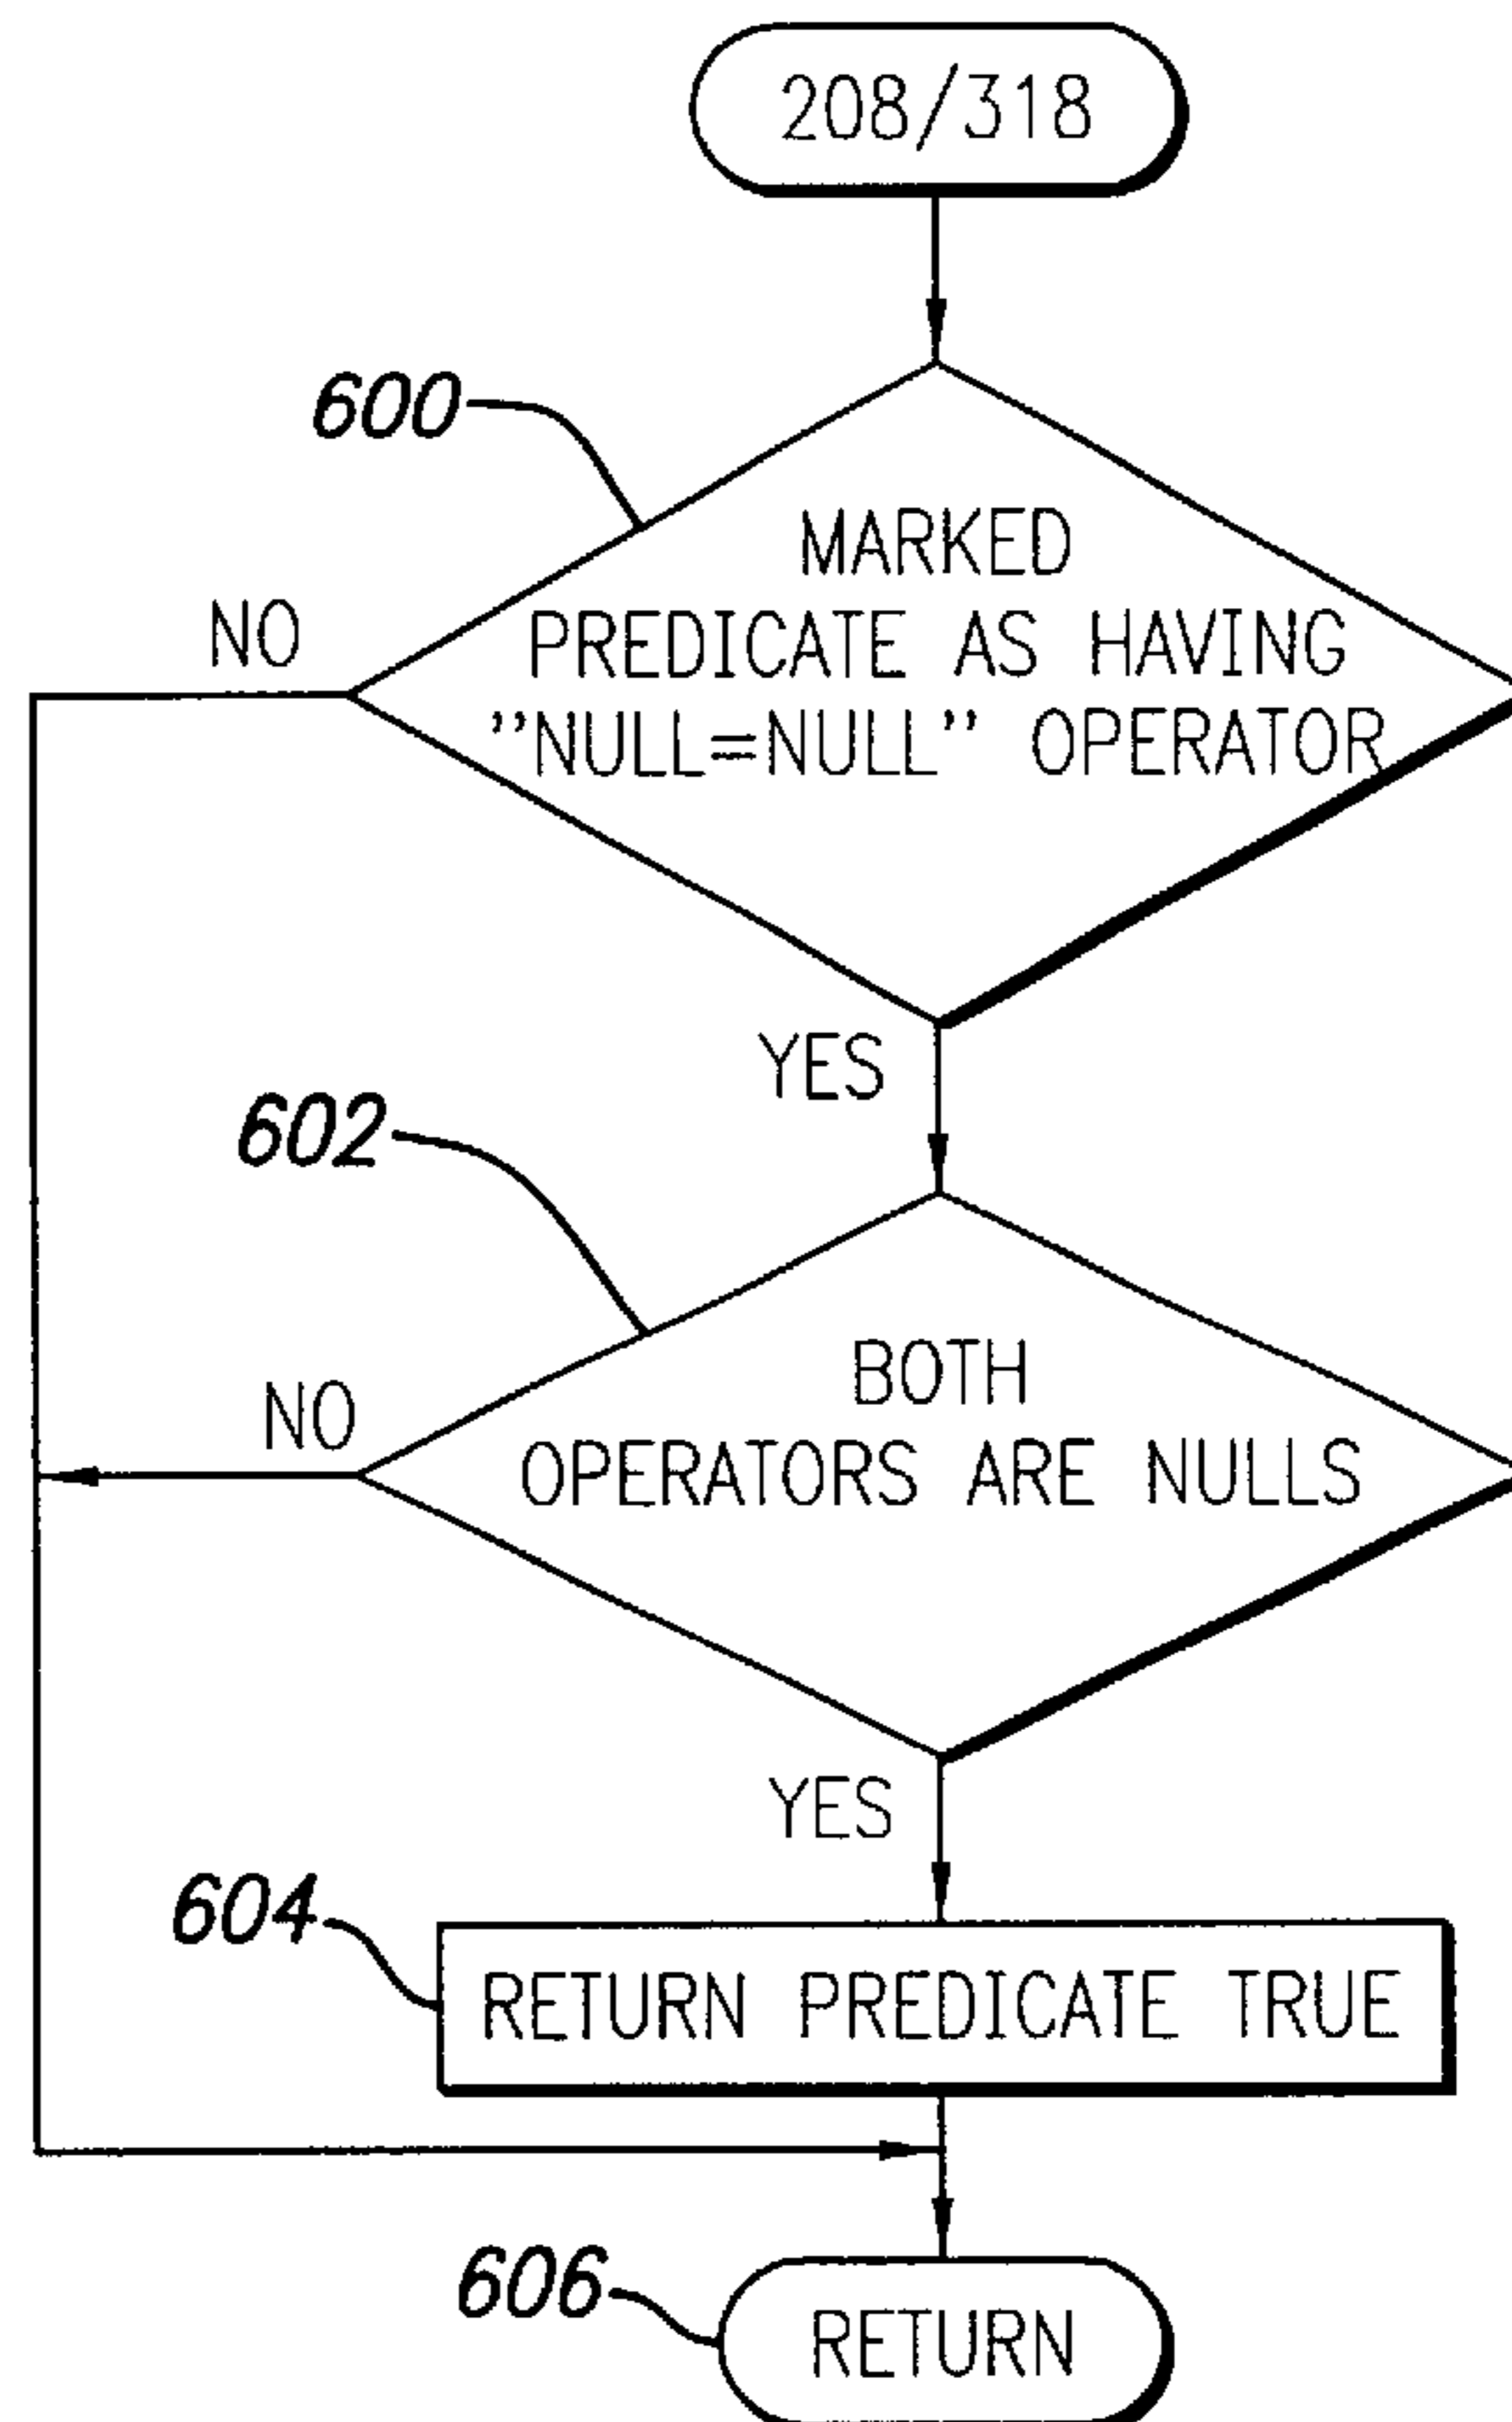 208/318
600
MARKED
PREDICATE AS HAVING
"NULL=NULL" OPERATOR
NO
YES
602
BOTH
OPERATORS ARE NULLS
NO
YES
604
RETURN PREDICATE TRUE
606
RETURN